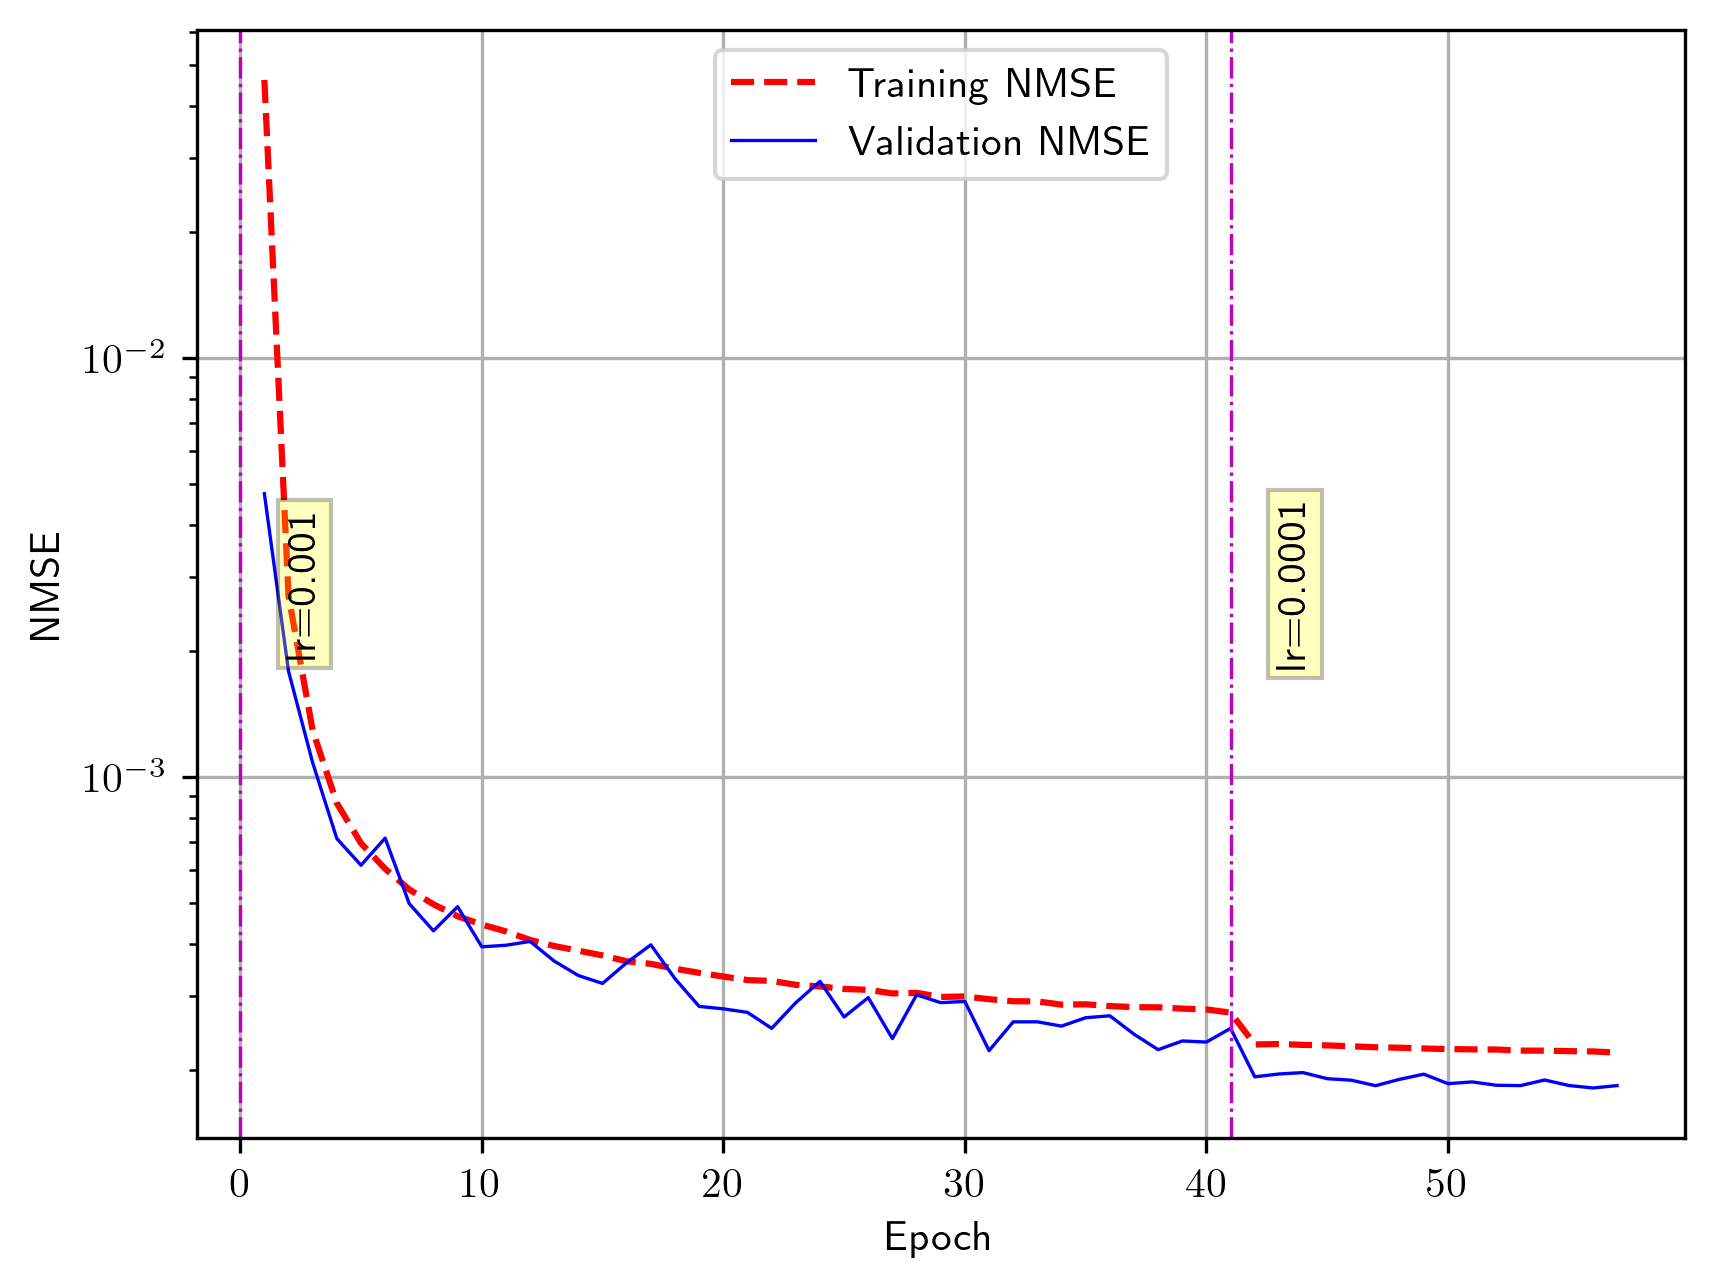 Training NMSE
Validation NMSE
10⁻²
10⁻³
NMSE
lr=0.001
lr=0.0001
0 10 20 30 40 50
Epoch